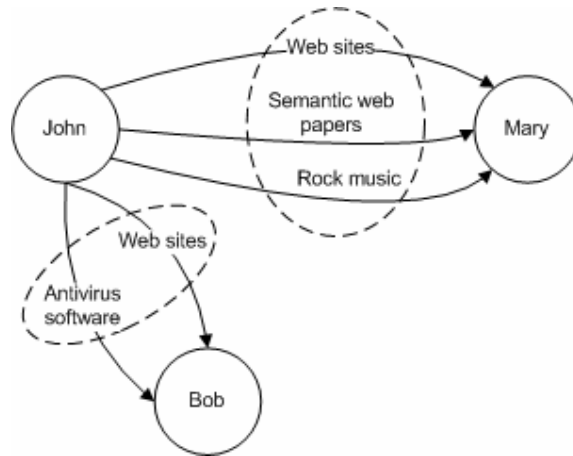 Web sites
John
Semantic web
papers
Mary
Rock music
Web sites
Antivirus
software
Bob